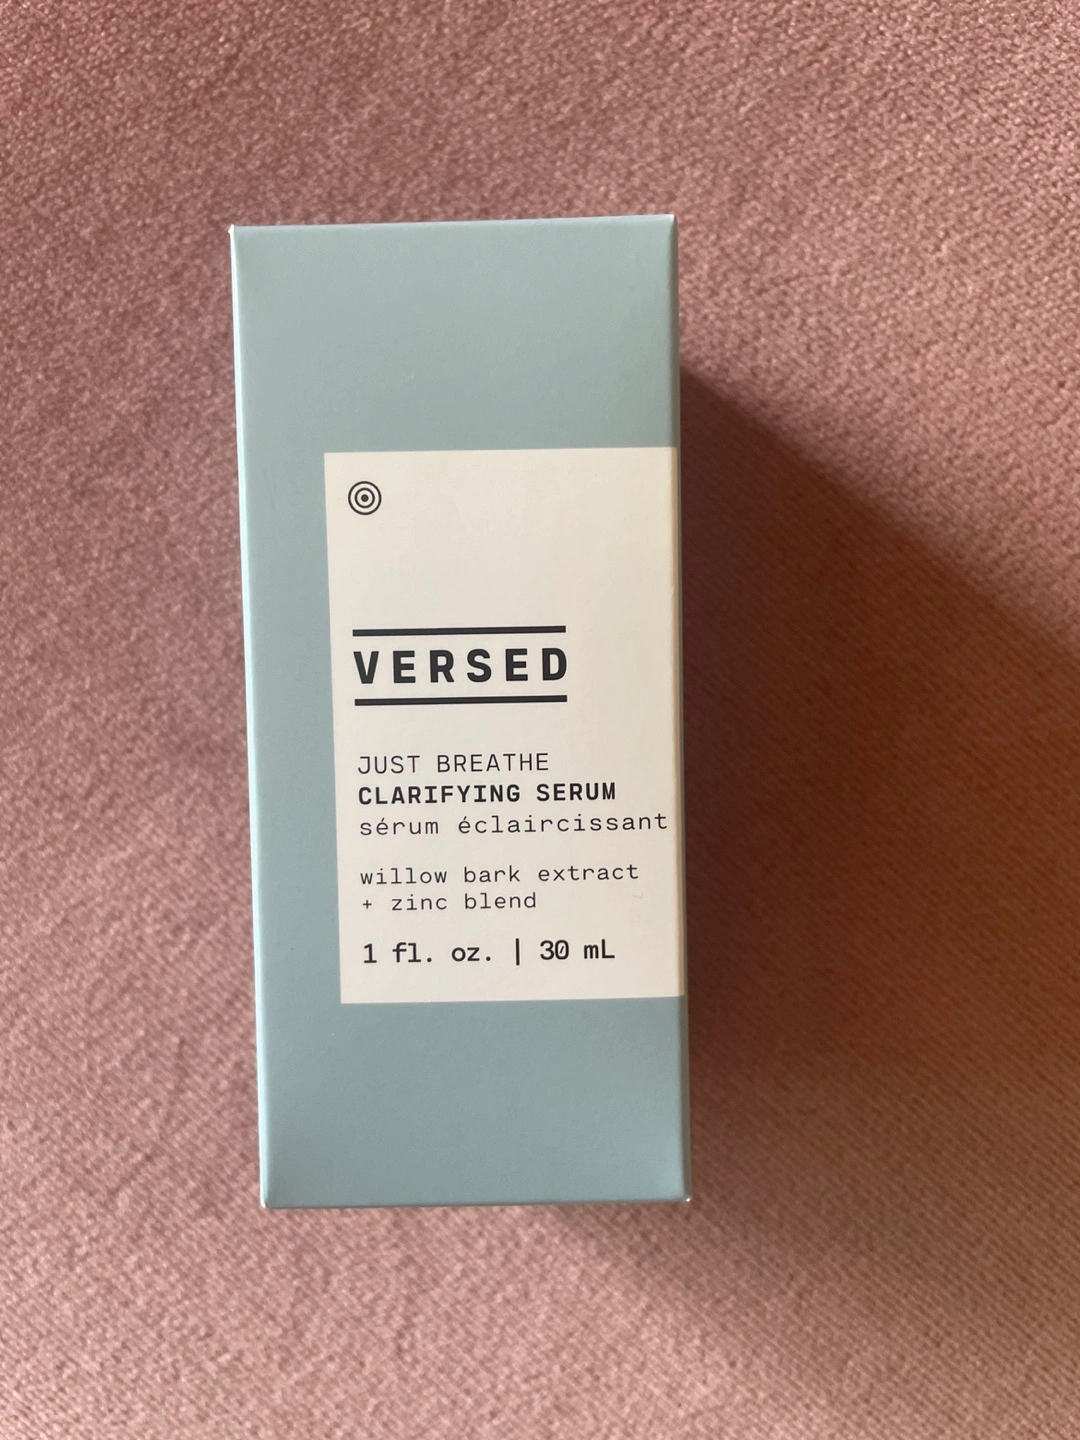 VERSED
JUST BREATHE
CLARIFYING SERUM
sérum éclaircissant
willow bark extract
+ zinc blend
1 fl. oz. | 30 mL